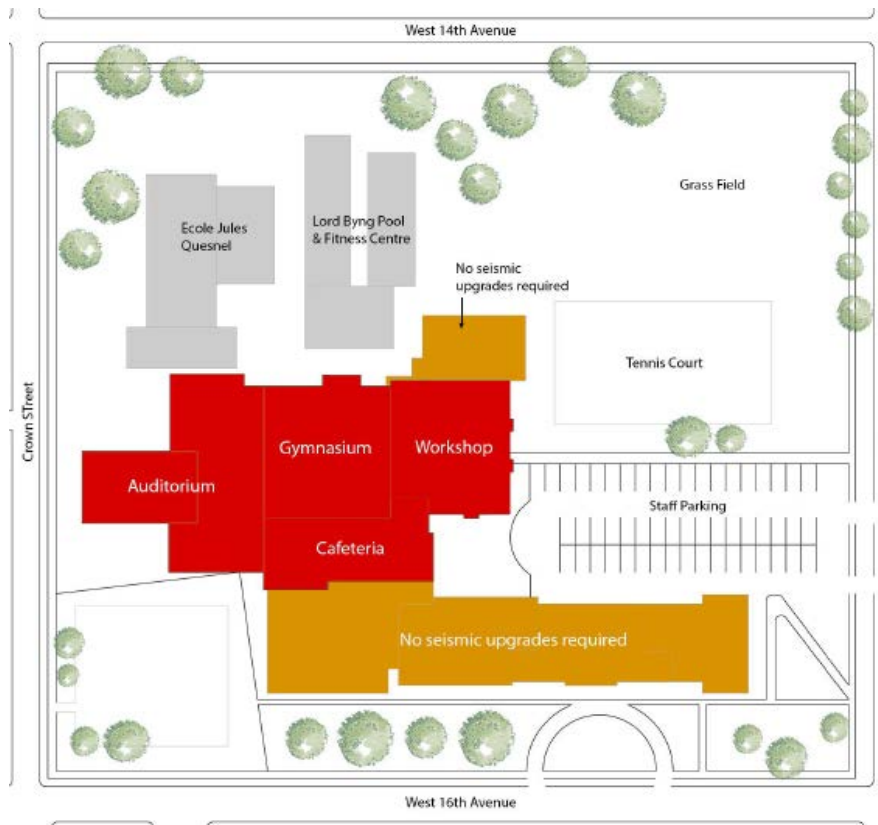 West 14th Avenue
Grass Field
Ecole Jules
Quesnel
Lord Byng Pool
& Fitness Centre
No seismic
upgrades required
Tennis Court
Crown STreet
Gymnasium
Workshop
Auditorium
Staff Parking
Cafeteria
No seismic upgrades required
West 16th Avenue